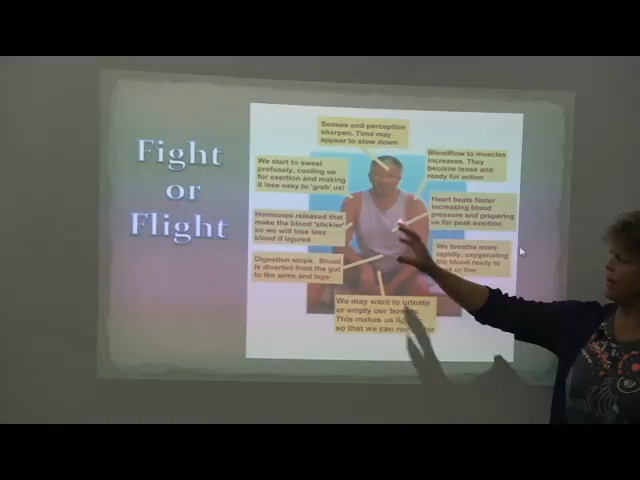 Fight
or
Flight
Senses and perception
sharpen. Time may
appear to slow down
We start to sweat
profusely, cooling us
for exertion and making
it less easy to 'grab' us!
Bloodflow to muscles
increases. They
become tense and
ready for action
Hormones released that
make the blood 'stickier'
so we will lose less
blood if injured
Heart beats faster
increasing blood
pressure and preparing
us for peak exertion
Digestion stops. Blood
is diverted from the gut
to the arms and legs
We breathe more
rapidly, oxygenating
the blood ready to
We may want to urinate
or empty our
This makes us
so that we can